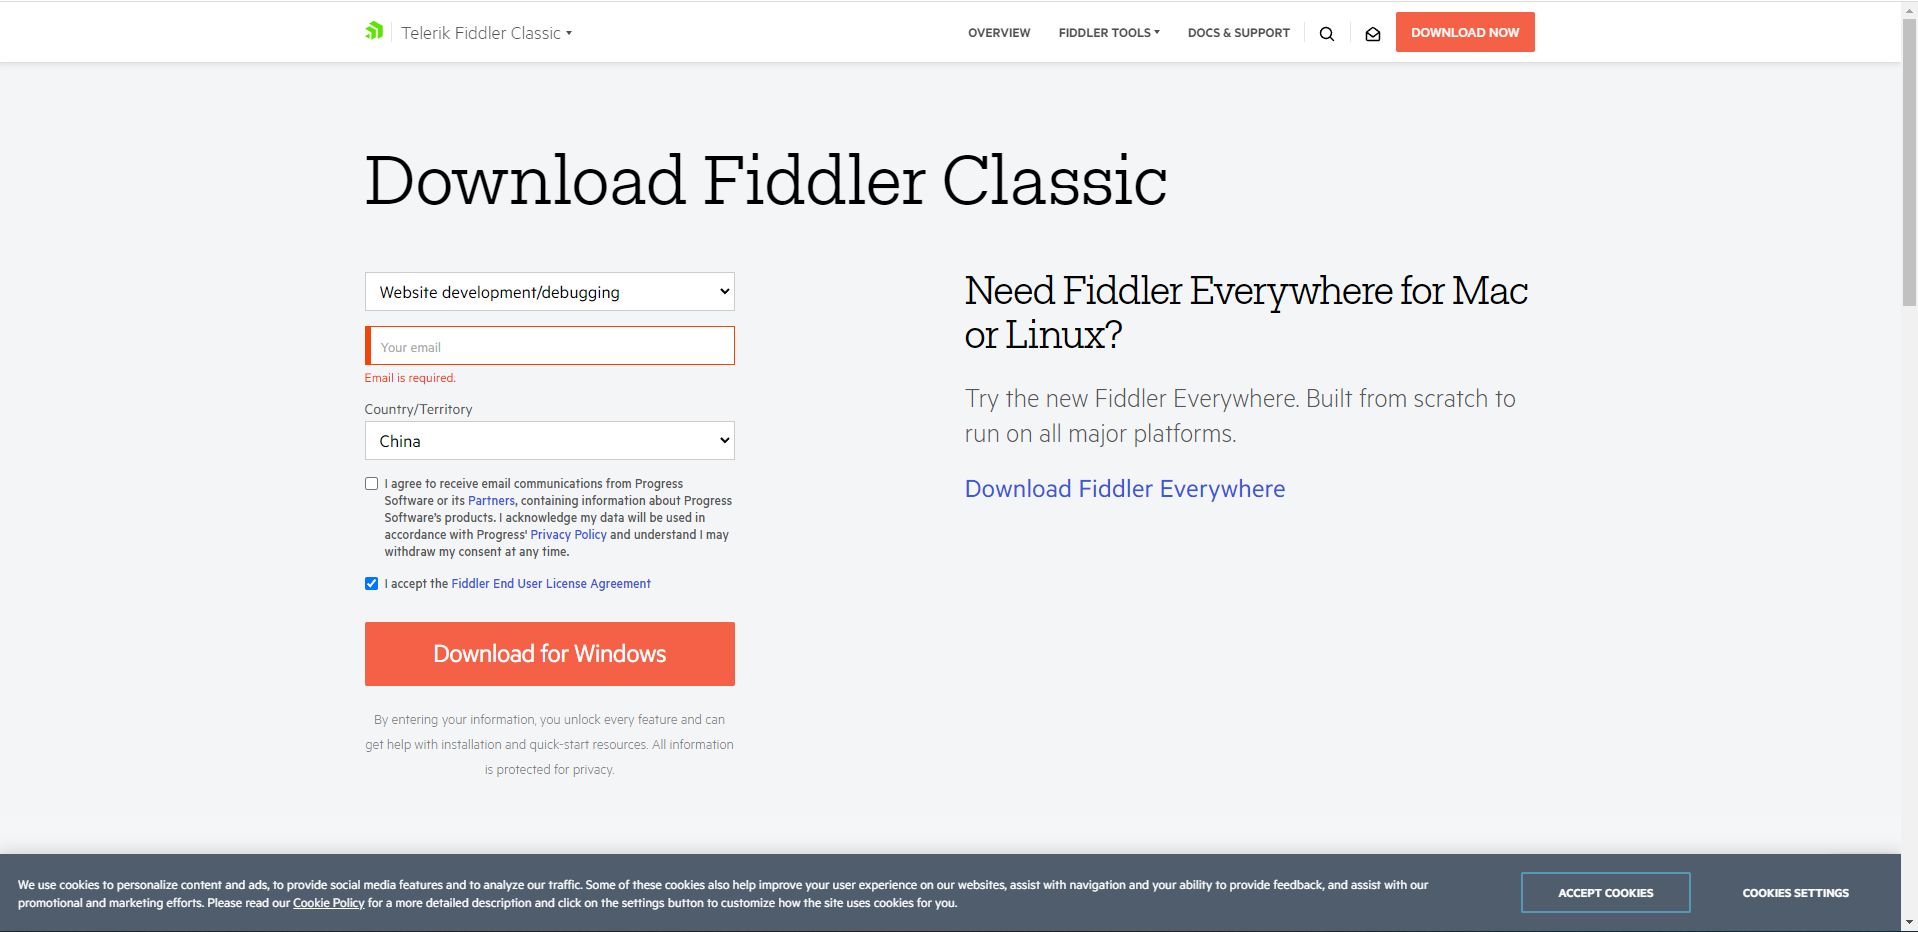 Telerik Fiddler Classic
OVERVIEW
FIDDLER TOOLS
DOCS & SUPPORT
DOWNLOAD NOW
Download Fiddler Classic
Website development/debugging
Your email
Email is required.
Country/Territory
China
I agree to receive email communications from Progress
Software or its Partners, containing information about Progress
Software's products. I acknowledge my data will be used in
accordance with Progress' Privacy Policy and understand I may
withdraw my consent at any time.
I accept the Fiddler End User License Agreement
Download for Windows
By entering your information, you unlock every feature and can
get help with installation and quick-start resources. All information
is protected for privacy.
Need Fiddler Everywhere for Mac
or Linux?
Try the new Fiddler Everywhere. Built from scratch to
run on all major platforms.
Download Fiddler Everywhere
We use cookies to personalize content and ads, to provide social media features and to analyze our traffic. Some of these cookies also help improve your user experience on our websites, assist with navigation and your ability to provide feedback, and assist with our
promotional and marketing efforts. Please read our Cookie Policy for a more detailed description and click on the settings button to customize how the site uses cookies for you.
ACCEPT COOKIES
COOKIES SETTINGS